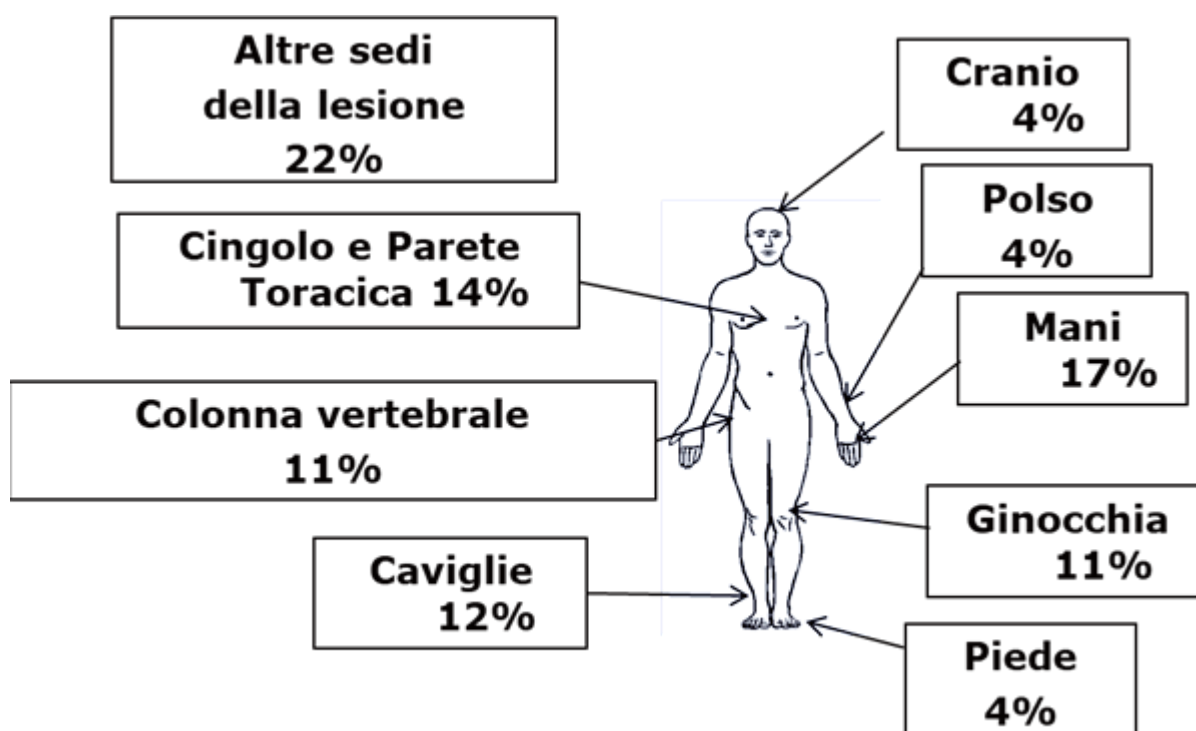 Altre sedi
della lesione
22%
Cranio
4%
Polso
4%
Cingolo e Parete
Toracica 14%
Mani
17%
Colonna vertebrale
11%
Ginocchia
11%
Caviglie
12%
Piede
4%